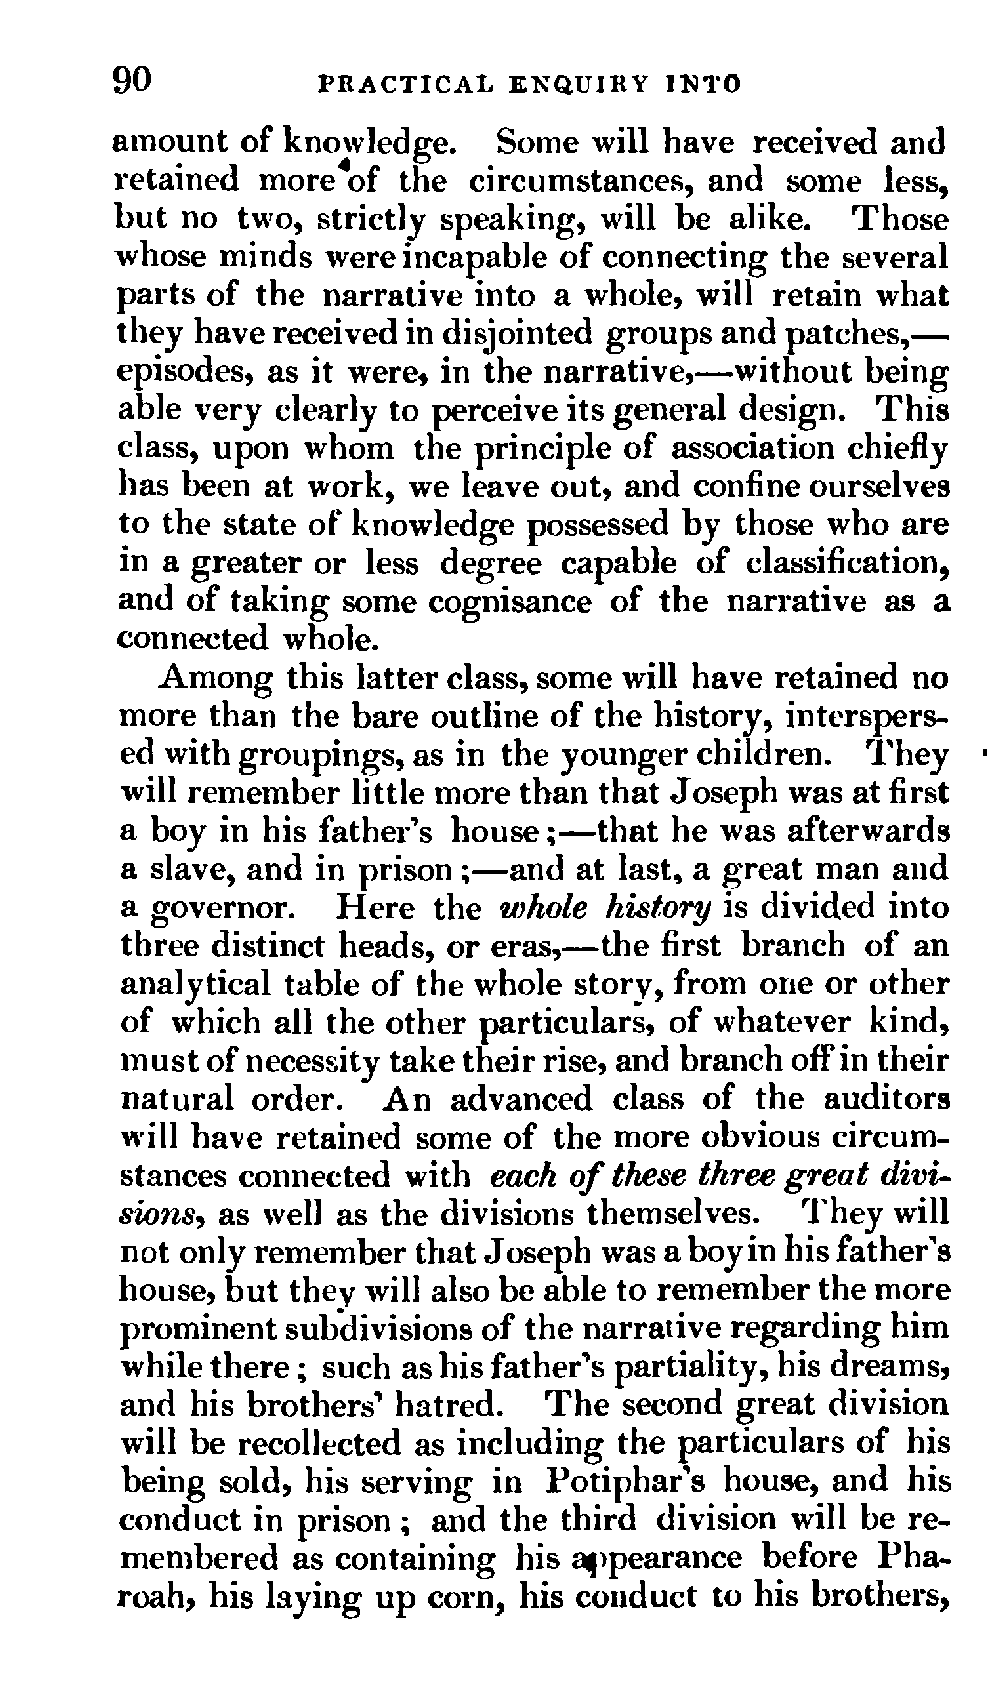 90 PRACTICAL ENQUIRY INTO
amount of knowledge. Some will have received and
retained more of the circumstances, and some less,
but no two, strictly speaking, will be alike. Those
whose minds were incapable of connecting the several
parts of the narrative into a whole, will retain what
they have received in disjointed groups and patches,—
episodes, as it were, in the narrative,—without being
able very clearly to perceive its general design. This
class, upon whom the principle of association chiefly
has been at work, we leave out, and confine ourselves
to the state of knowledge possessed by those who are
in a greater or less degree capable of classification,
and of taking some cognisance of the narrative as a
connected whole.
Among this latter class, some will have retained no
more than the bare outline of the history, interspers-
ed with groupings, as in the younger children. They
will remember little more than that Joseph was at first
a boy in his father's house;—that he was afterwards
a slave, and in prison;—and at last, a great man and
a governor. Here the whole history is divided into
three distinct heads, or eras,—the first branch of an
analytical table of the whole story, from one or other
of which all the other particulars, of whatever kind,
must of necessity take their rise, and branch off in their
natural order. An advanced class of the auditors
will have retained some of the more obvious circum-
stances connected with each of these three great divi-
sions, as well as the divisions themselves. They will
not only remember that Joseph was a boy in his father's
house, but they will also be able to remember the more
prominent subdivisions of the narrative regarding him
while there; such as his father's partiality, his dreams,
and his brothers' hatred. The second great division
will be recollected as including the particulars of his
being sold, his serving in Potiphar's house, and his
conduct in prison; and the third division will be re-
membered as containing his appearance before Pha-
roah, his laying up corn, his conduct to his brothers,